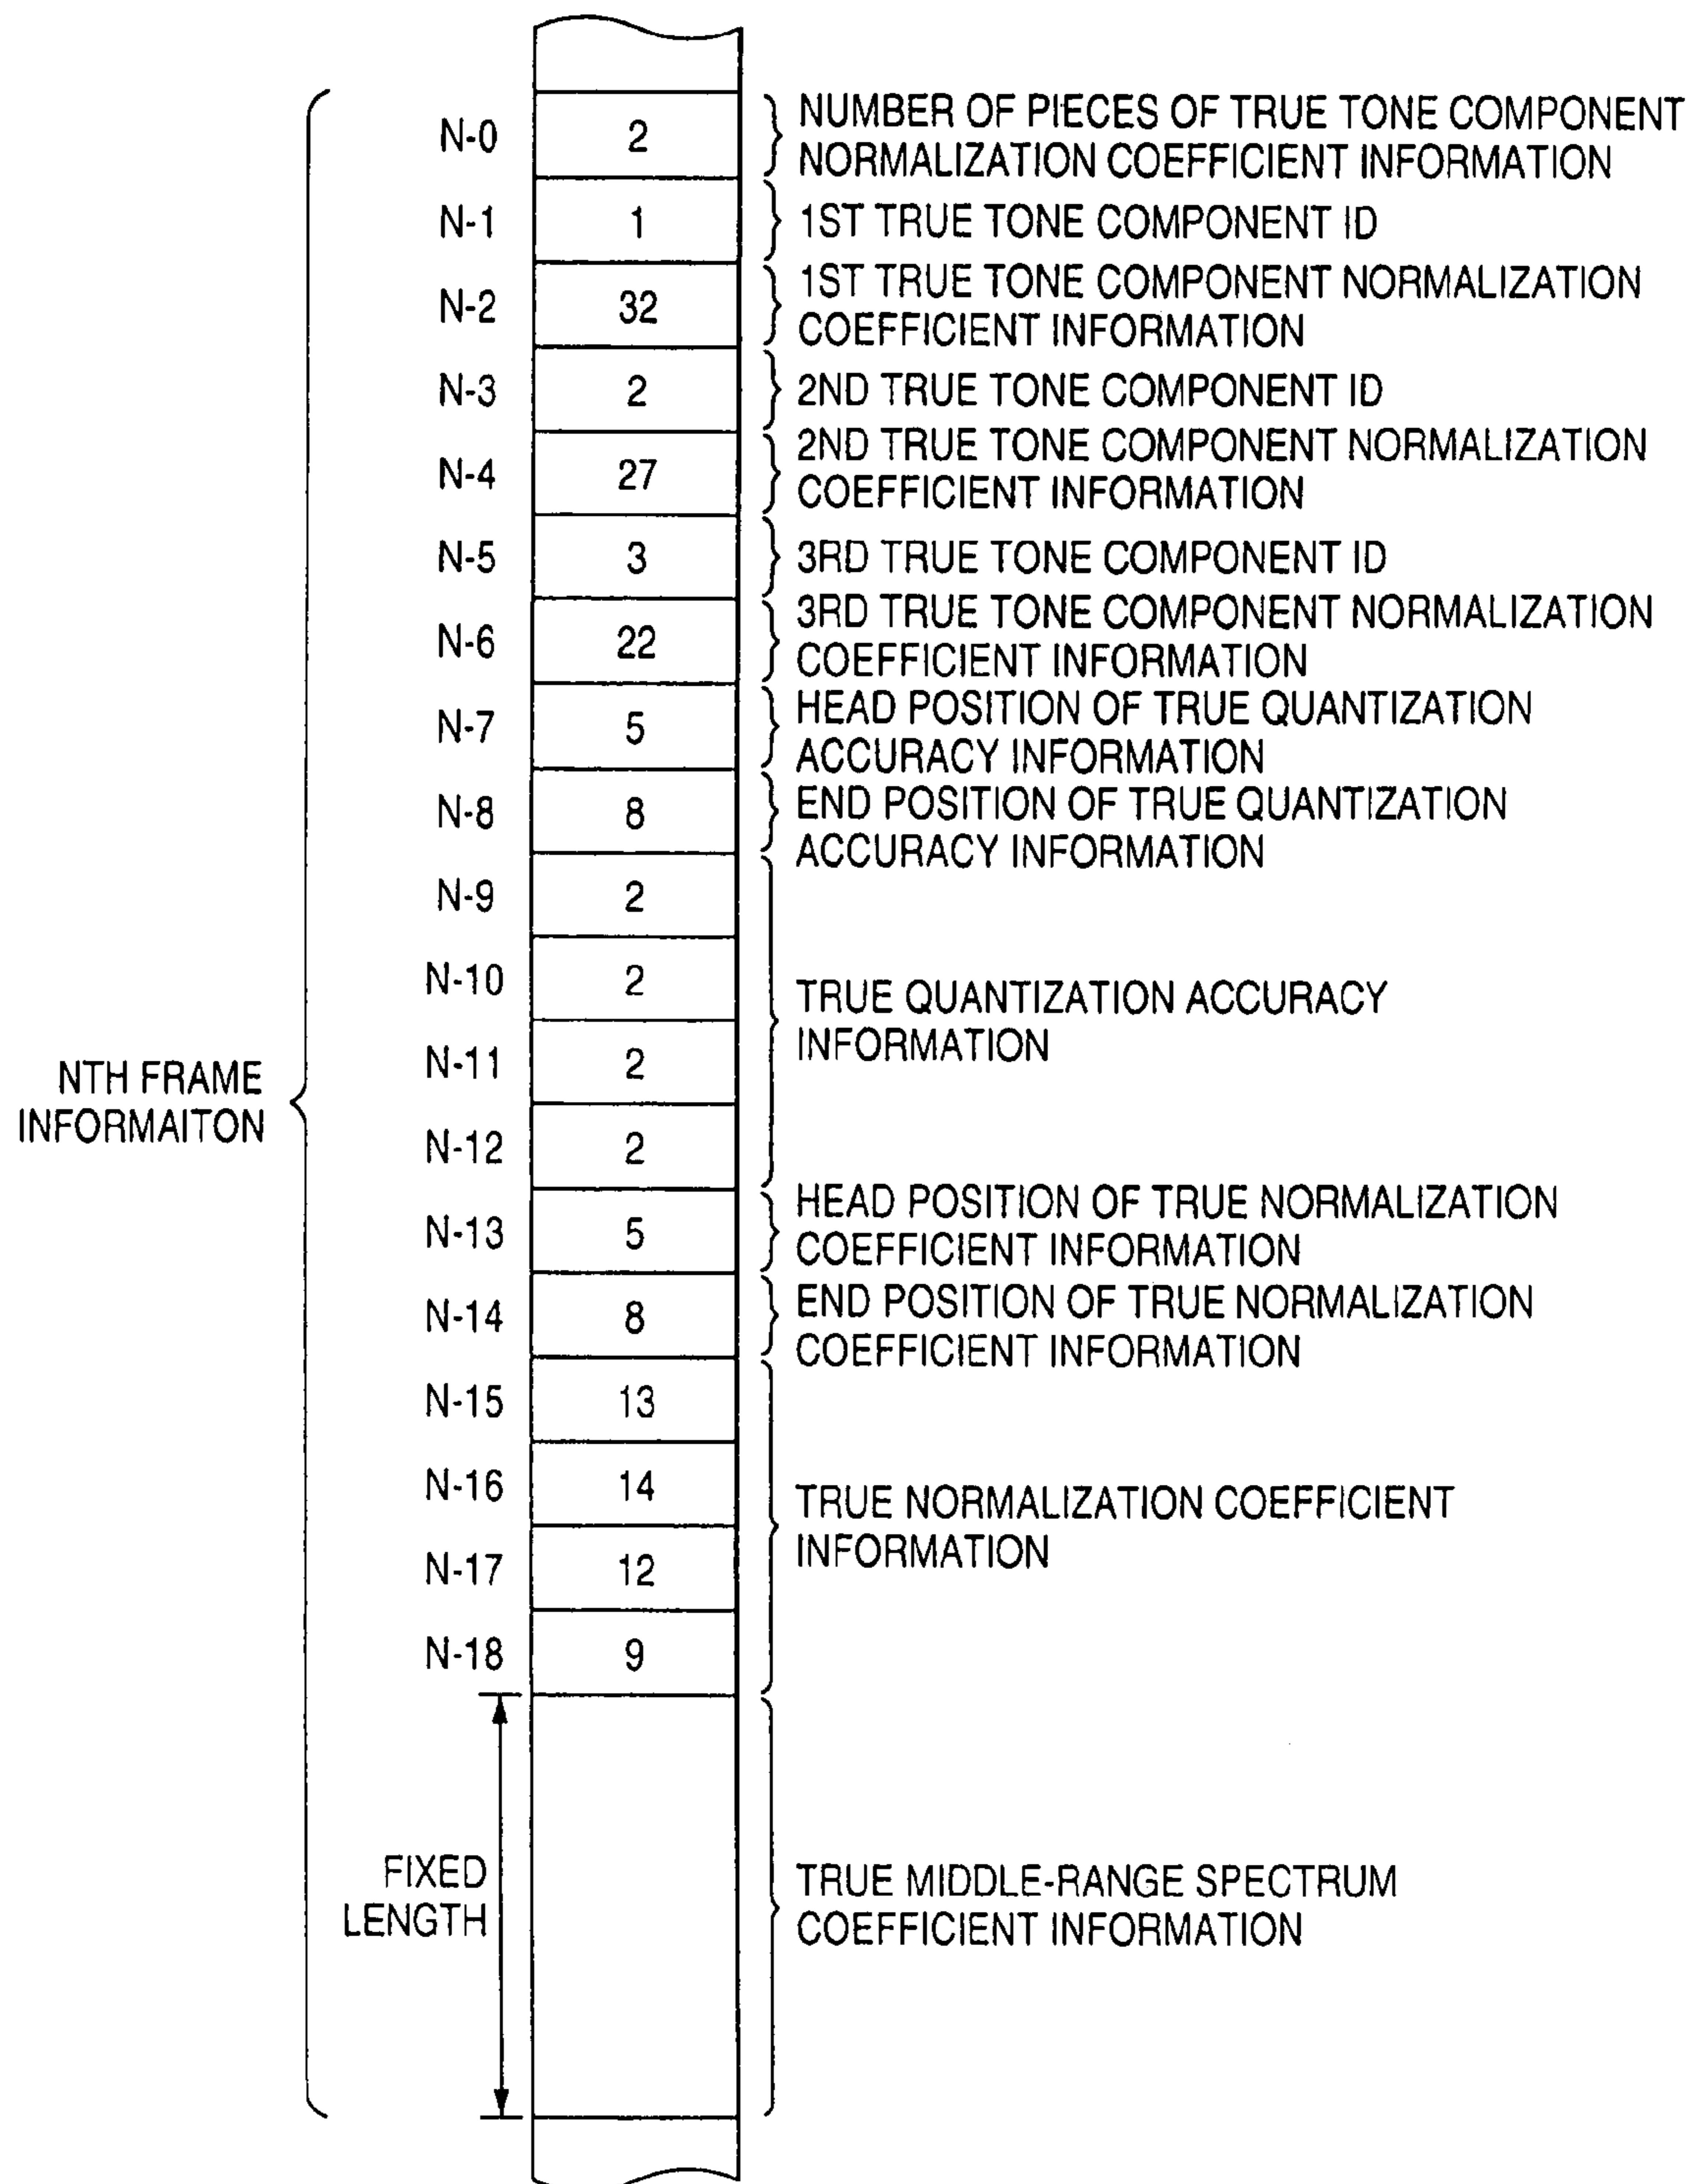 N-0 2 NUMBER OF PIECES OF TRUE TONE COMPONENT
NORMALIZATION COEFFICIENT INFORMATION
N-1 1 1ST TRUE TONE COMPONENT ID
N-2 32 1ST TRUE TONE COMPONENT NORMALIZATION
COEFFICIENT INFORMATION
N-3 2 2ND TRUE TONE COMPONENT ID
N-4 27 2ND TRUE TONE COMPONENT NORMALIZATION
COEFFICIENT INFORMATION
N-5 3 3RD TRUE TONE COMPONENT ID
N-6 22 3RD TRUE TONE COMPONENT NORMALIZATION
COEFFICIENT INFORMATION
N-7 5 HEAD POSITION OF TRUE QUANTIZATION
ACCURACY INFORMATION
N-8 8 END POSITION OF TRUE QUANTIZATION
ACCURACY INFORMATION
N-9 2
N-10 2
TRUE QUANTIZATION ACCURACY
INFORMATION
N-11 2
NTH FRAME
INFORMAITON
N-12 2
N-13 5 HEAD POSITION OF TRUE NORMALIZATION
COEFFICIENT INFORMATION
N-14 8 END POSITION OF TRUE NORMALIZATION
COEFFICIENT INFORMATION
N-15 13
N-16 14
TRUE NORMALIZATION COEFFICIENT
INFORMATION
N-17 12
N-18 9
FIXED
LENGTH
TRUE MIDDLE-RANGE SPECTRUM
COEFFICIENT INFORMATION